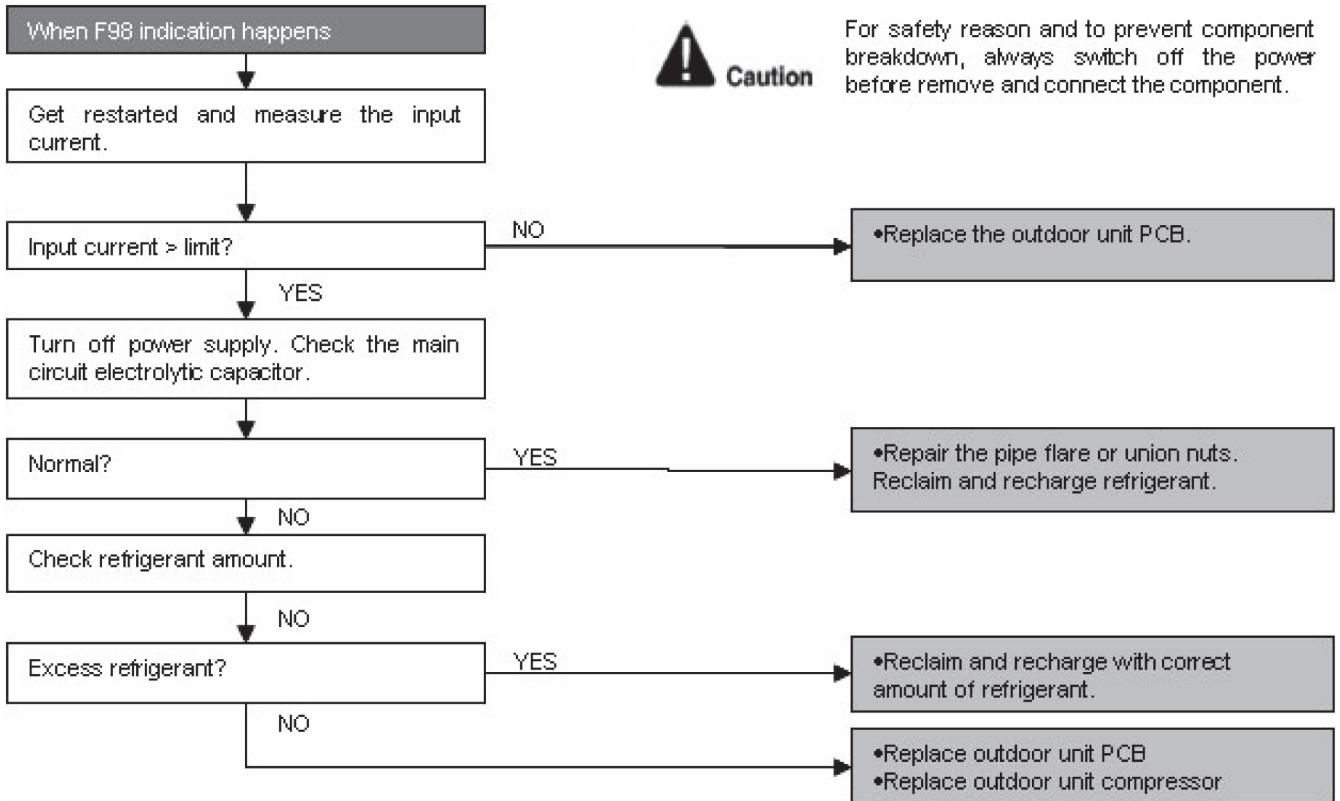 When F98 indication happens
Caution
For safety reason and to prevent component
breakdown, always switch off the power
before remove and connect the component.
Get restarted and measure the input
current.
Input current > limit?
NO
•Replace the outdoor unit PCB.
YES
Turn off power supply. Check the main
circuit electrolytic capacitor.
Normal?
YES
•Repair the pipe flare or union nuts.
Reclaim and recharge refrigerant.
NO
Check refrigerant amount.
NO
Excess refrigerant?
YES
•Reclaim and recharge with correct
amount of refrigerant.
NO
•Replace outdoor unit PCB
•Replace outdoor unit compressor